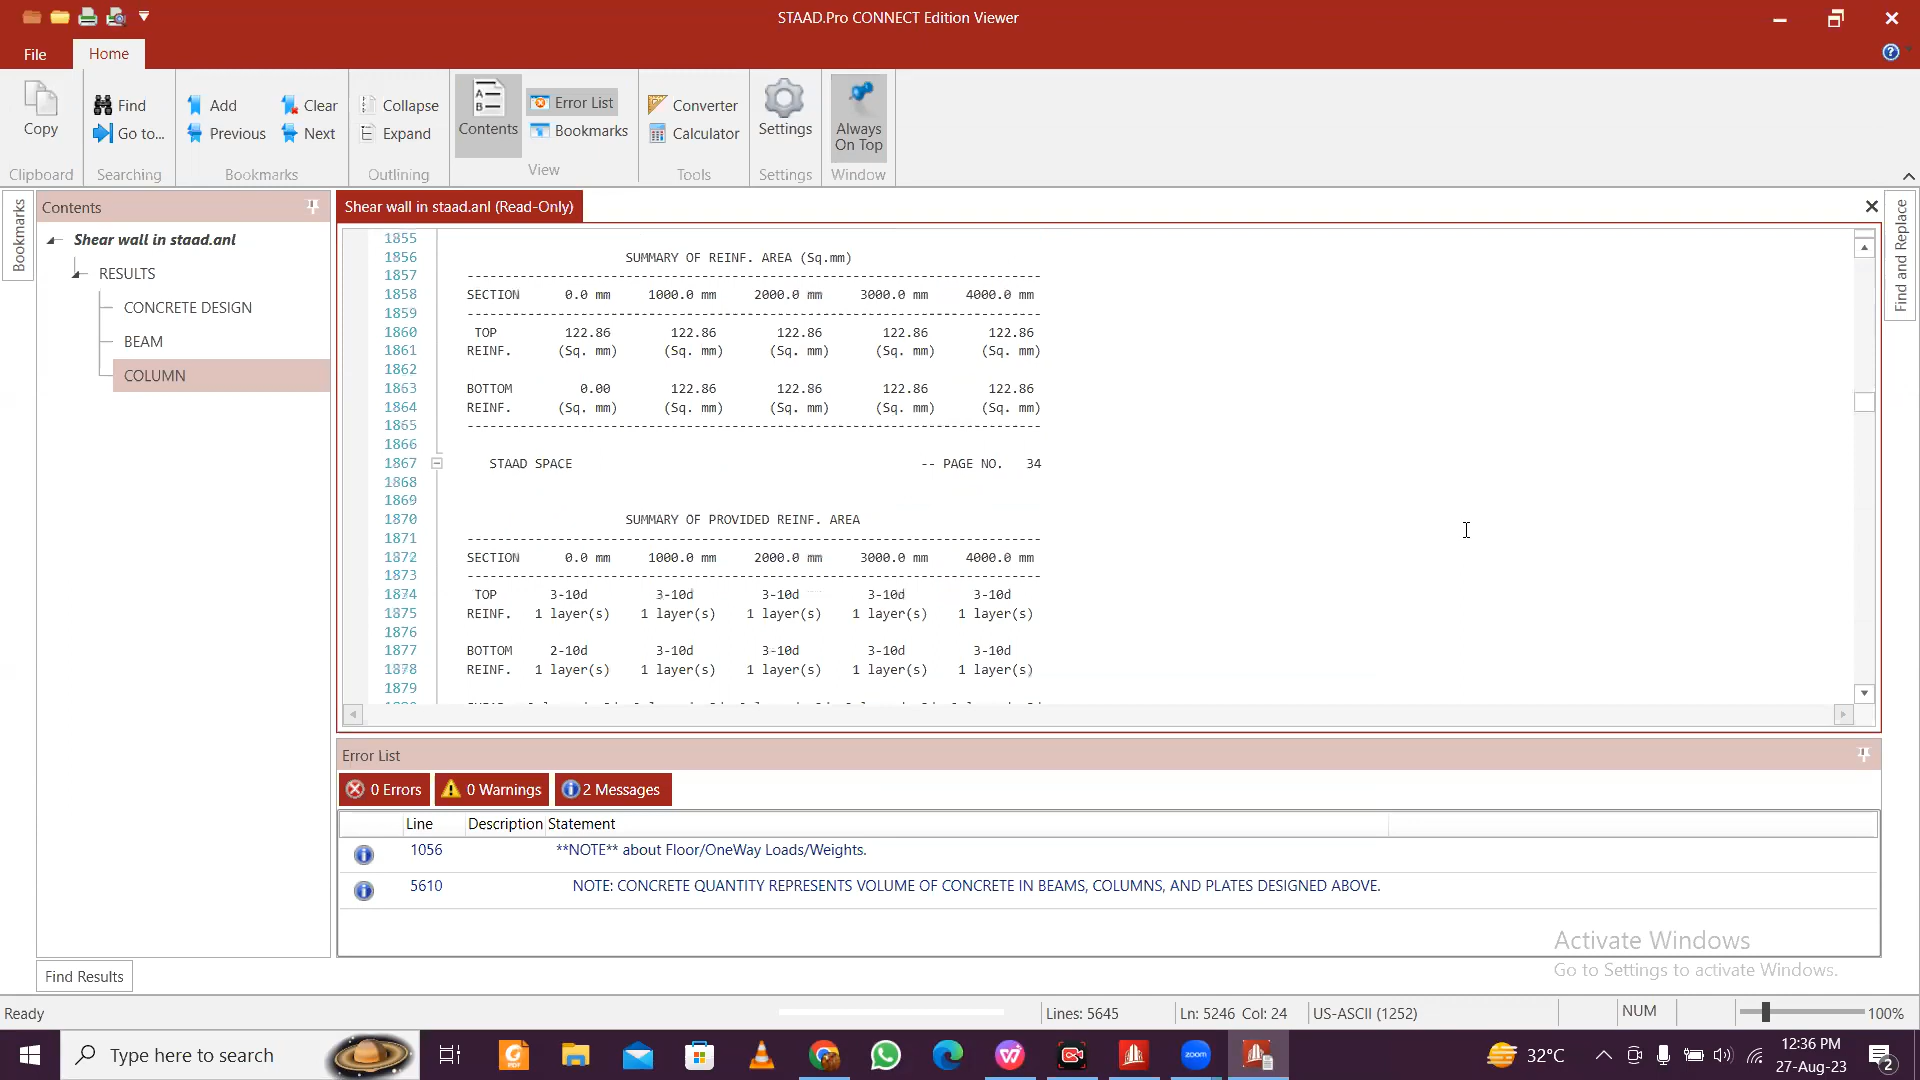 STAAD.Pro CONNECT Edition Viewer
File
Home
Copy
Clipboard
Find
Go to...
Searching
Add
Clear
Previous
Next
Bookmarks
Collapse
Expand
Outlining
Contents
Error List
Bookmarks
View
Converter
Calculator
Tools
Settings
Settings
Always On Top
Window
Bookmarks
Contents
Shear wall in staad.anl
RESULTS
CONCRETE DESIGN
BEAM
COLUMN
Shear wall in staad.anl (Read-Only)
Find and Replace
1855
1856 SUMMARY OF REINF. AREA (Sq.mm)
1857 ----------------------------------------------------------------------------
1858 SECTION 0.0 mm 1000.0 mm 2000.0 mm 3000.0 mm 4000.0 mm
1859 ----------------------------------------------------------------------------
1860 TOP 122.86 122.86 122.86 122.86 122.86
1861 REINF. (Sq. mm) (Sq. mm) (Sq. mm) (Sq. mm) (Sq. mm)
1862
1863 BOTTOM 0.00 122.86 122.86 122.86 122.86
1864 REINF. (Sq. mm) (Sq. mm) (Sq. mm) (Sq. mm) (Sq. mm)
1865 ----------------------------------------------------------------------------
1866
1867 STAAD SPACE -- PAGE NO. 34
1868
1869
1870 SUMMARY OF PROVIDED REINF. AREA
1871 ----------------------------------------------------------------------------
1872 SECTION 0.0 mm 1000.0 mm 2000.0 mm 3000.0 mm 4000.0 mm
1873 ----------------------------------------------------------------------------
1874 TOP 3-10d 3-10d 3-10d 3-10d 3-10d
1875 REINF. 1 layer(s) 1 layer(s) 1 layer(s) 1 layer(s) 1 layer(s)
1876
1877 BOTTOM 2-10d 3-10d 3-10d 3-10d 3-10d
1878 REINF. 1 layer(s) 1 layer(s) 1 layer(s) 1 layer(s) 1 layer(s)
1879
Error List
0 Errors
0 Warnings
2 Messages
Line Description Statement
1056 **NOTE** about Floor/OneWay Loads/Weights.
5610 NOTE: CONCRETE QUANTITY REPRESENTS VOLUME OF CONCRETE IN BEAMS, COLUMNS, AND PLATES DESIGNED ABOVE.
Activate Windows
Go to Settings to activate Windows.
Find Results
Ready
Lines: 5645
Ln: 5246 Col: 24
US-ASCII (1252)
NUM
100%
Type here to search
PDF
zoom
32°C
12:36 PM
27-Aug-23
2